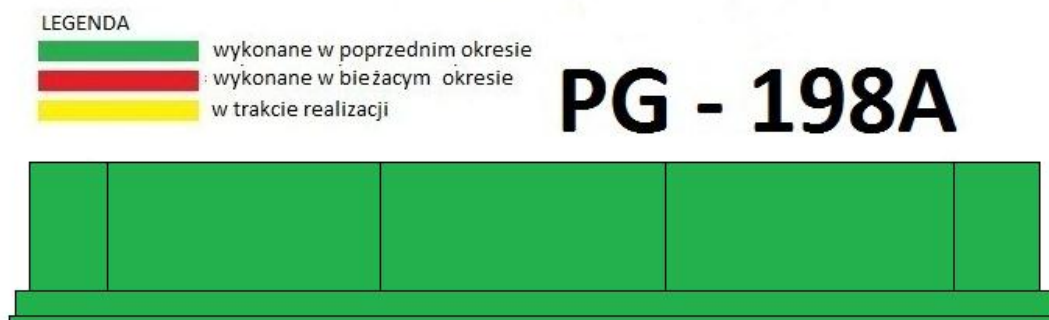 LEGENDA
wykonane w poprzednim okresie
wykonane w bieżacym okresie
w trakcie realizacji
PG - 198A